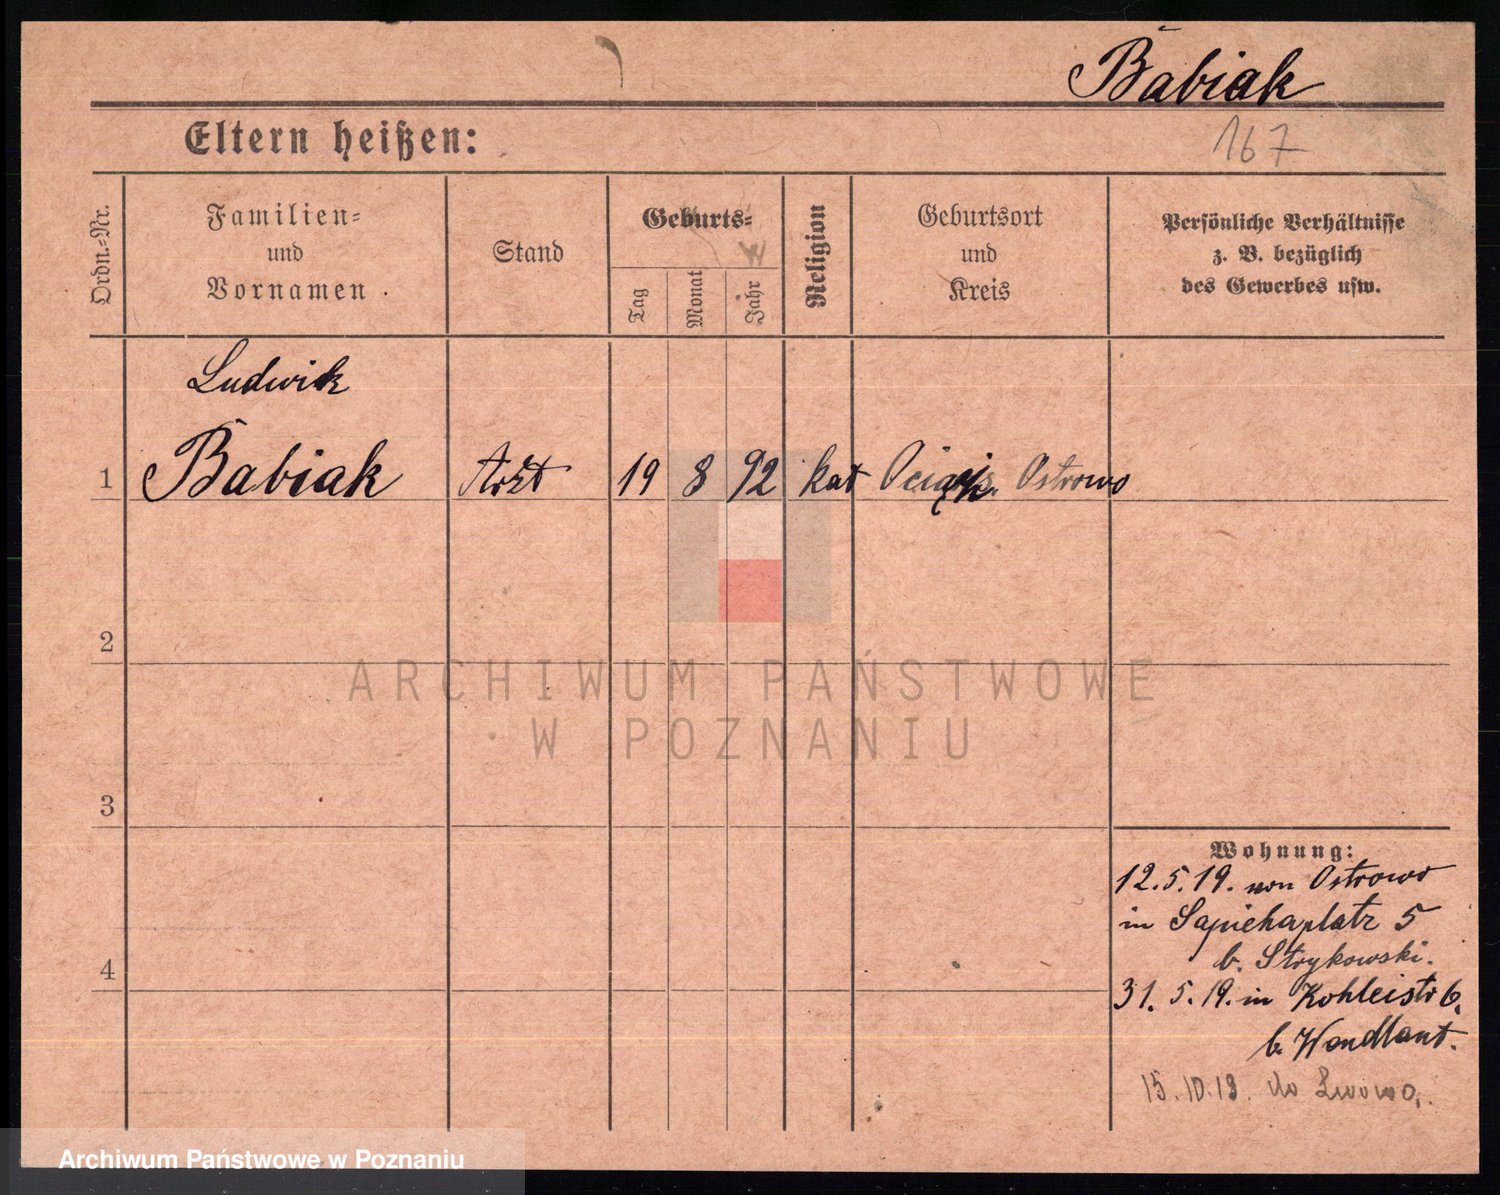 Babiak
167
Eltern heißen:
Ordn.-Nr.
Familien-
und
Vornamen.
Stand
Geburts-
Tag
Monat
Jahr
Religion
Geburtsort
und
Kreis
Persönliche Verhältnisse
z. B. bezüglich
des Gewerbes usw.
Ludwik
1 Babiak Arzt 19 8 92 kat Ostrowo
2
3
4
ARCHIWUM PAŃSTWOWE
W POZNANIU
Wohnung:
12.5.19. von Ostrowo
in Sapiehaplatz 5
b. Strykowski.
31. 5. 19. in Kohleistr 6.
b. Wendlant.
15.10.19. do Lwowa.
Archiwum Państwowe w Poznaniu